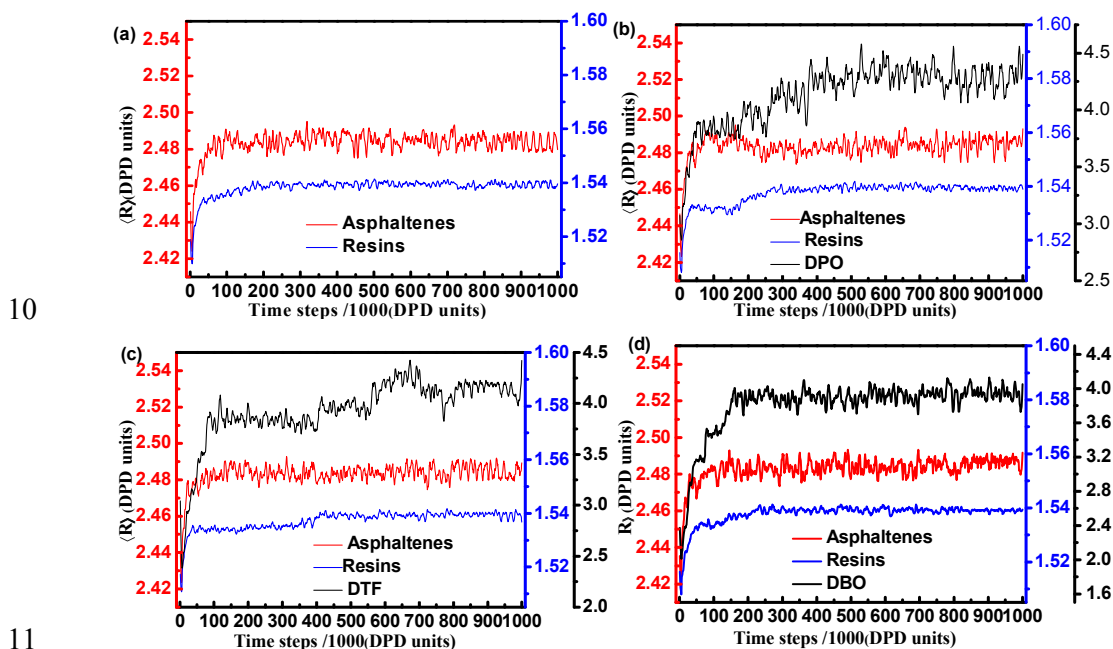 (a)
⟨R⟩(DPD units)
2.54
2.52
2.50
2.48
2.46
2.44
2.42
1.60
1.58
1.56
1.54
1.52
Asphaltenes
Resins
0 100 200 300 400 500 600 700 800 900 1000
Time steps /1000(DPD units)
(b)
⟨R⟩ (DPD units)
2.54
2.52
2.50
2.48
2.46
2.44
2.42
1.60
1.58
1.56
1.54
1.52
4.5
4.0
3.5
3.0
2.5
Asphaltenes
Resins
DPO
0 100 200 300 400 500 600 700 800 900 1000
Time steps /1000(DPD units)
10
(c)
⟨R⟩ (DPD units)
2.54
2.52
2.50
2.48
2.46
2.44
2.42
1.60
1.58
1.56
1.54
1.52
4.5
4.0
3.5
3.0
2.5
2.0
Asphaltenes
Resins
DTF
0 100 200 300 400 500 600 700 800 900 1000
Time steps /1000(DPD units)
(d)
R⟩ (DPD units)
2.54
2.52
2.50
2.48
2.46
2.44
2.42
1.60
1.58
1.56
1.54
1.52
4.4
4.0
3.6
3.2
2.8
2.4
2.0
1.6
Asphaltenes
Resins
DBO
0 100 200 300 400 500 600 700 800 900 1000
Time steps /1000(DPD units)
11